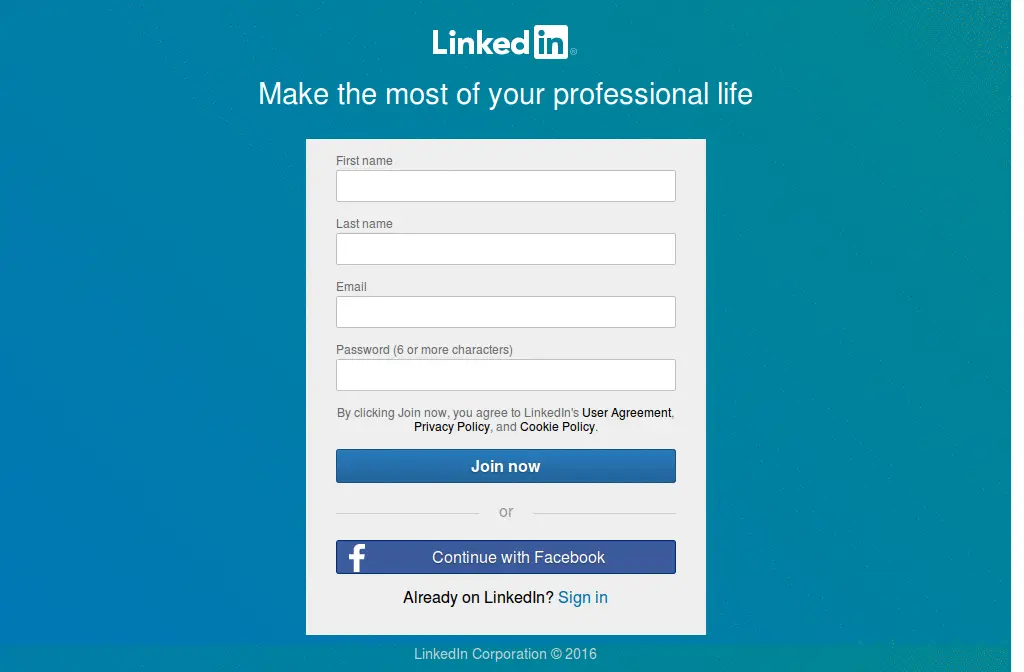 Linked in®
Make the most of your professional life
First name
Last name
Email
Password (6 or more characters)
By clicking Join now, you agree to LinkedIn's User Agreement,
Privacy Policy, and Cookie Policy.
Join now
or
f Continue with Facebook
Already on LinkedIn? Sign in
LinkedIn Corporation © 2016